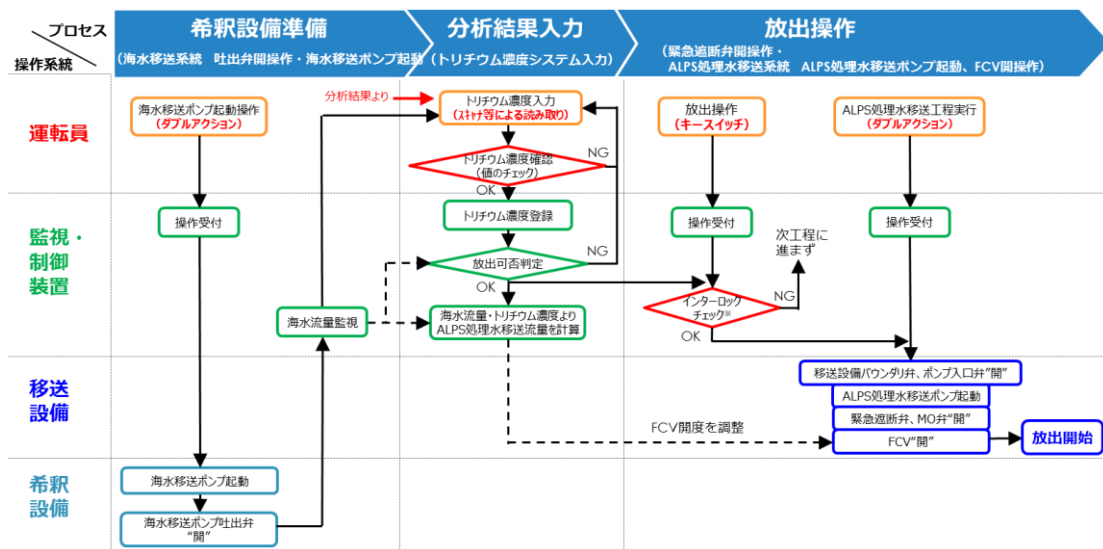 プロセス
操作系統
希釈設備準備
(海水移送系統　吐出弁開操作・海水移送ポンプ起動)
分析結果入力
(トリチウム濃度システム入力)
放出操作
(緊急遮断弁開操作・
ALPS処理水移送系統　ALPS処理水移送ポンプ起動、FCV開操作)
運転員
海水移送ポンプ起動操作
(ダブルアクション)
分析結果より
トリチウム濃度入力
(スキャナ等による読み取り)
トリチウム濃度確認
(値のチェック)
NG
OK
放出操作
(キースイッチ)
ALPS処理水移送工程実行
(ダブルアクション)
監視・
制御
装置
操作受付
海水流量監視
トリチウム濃度登録
放出可否判定
NG
OK
海水流量・トリチウム濃度より
ALPS処理水移送流量を計算
操作受付
インターロック
チェック※
NG
OK
次工程に
進まず
操作受付
移送
設備
移送設備バウンダリ弁、ポンプ入口弁"開"
ALPS処理水移送ポンプ起動
緊急遮断弁、MO弁"開"
FCV"開"
FCV開度を調整
放出開始
希釈
設備
海水移送ポンプ起動
海水移送ポンプ吐出弁
"開"